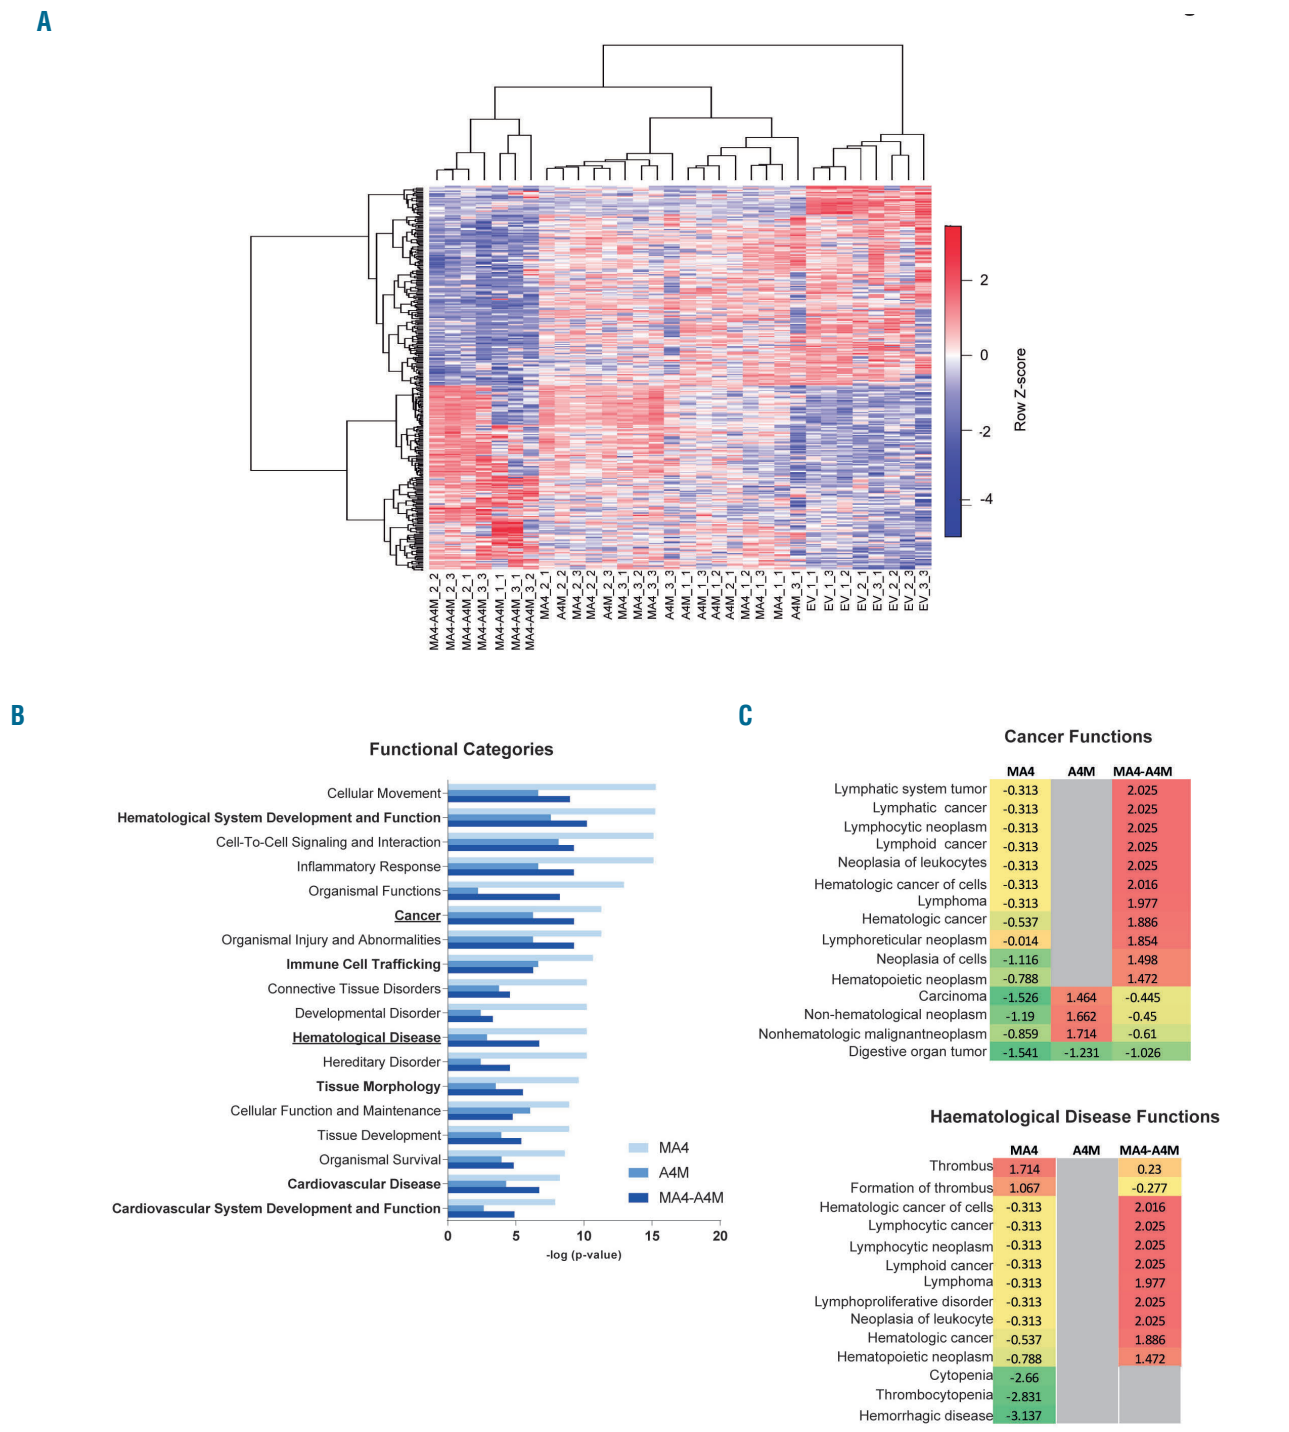 A
2
0
-2
-4
Row Z-score
MA4-A4M_2_2
MA4-A4M_2_3
MA4-A4M_2_1
MA4-A4M_3_3
MA4-A4M_1_1
MA4-A4M_3_1
MA4-A4M_3_2
MA4_2_1
A4M_2_2
MA4_2_3
MA4_2_2
A4M_2_3
MA4_3_1
MA4_3_2
MA4_3_3
A4M_3_3
A4M_1_1
A4M_1_3
A4M_1_2
A4M_2_1
MA4_1_2
MA4_1_3
MA4_1_1
A4M_3_1
EV_1_1
EV_1_3
EV_1_2
EV_2_1
EV_3_1
EV_2_2
EV_2_3
EV_3_3
B
Functional Categories
Cellular Movement
Hematological System Development and Function
Cell-To-Cell Signaling and Interaction
Inflammatory Response
Organismal Functions
Cancer
Organismal Injury and Abnormalities
Immune Cell Trafficking
Connective Tissue Disorders
Developmental Disorder
Hematological Disease
Hereditary Disorder
Tissue Morphology
Cellular Function and Maintenance
Tissue Development
Organismal Survival
Cardiovascular Disease
Cardiovascular System Development and Function
MA4
A4M
MA4-A4M
0 5 10 15 20
-log (p-value)
C
Cancer Functions
MA4 A4M MA4-A4M
Lymphatic system tumor -0.313 2.025
Lymphatic cancer -0.313 2.025
Lymphocytic neoplasm -0.313 2.025
Lymphoid cancer -0.313 2.025
Neoplasia of leukocytes -0.313 2.025
Hematologic cancer of cells -0.313 2.016
Lymphoma -0.313 1.977
Hematologic cancer -0.537 1.886
Lymphoreticular neoplasm -0.014 1.854
Neoplasia of cells -1.116 1.498
Hematopoietic neoplasm -0.788 1.472
Carcinoma -1.526 1.464 -0.445
Non-hematological neoplasm -1.19 1.662 -0.45
Nonhematologic malignantneoplasm -0.859 1.714 -0.61
Digestive organ tumor -1.541 -1.231 -1.026
Haematological Disease Functions
MA4 A4M MA4-A4M
Thrombus 1.714 0.23
Formation of thrombus 1.067 -0.277
Hematologic cancer of cells -0.313 2.016
Lymphocytic cancer -0.313 2.025
Lymphocytic neoplasm -0.313 2.025
Lymphoid cancer -0.313 2.025
Lymphoma -0.313 1.977
Lymphoproliferative disorder -0.313 2.025
Neoplasia of leukocyte -0.313 2.025
Hematologic cancer -0.537 1.886
Hematopoietic neoplasm -0.788 1.472
Cytopenia -2.66
Thrombocytopenia -2.831
Hemorrhagic disease -3.137